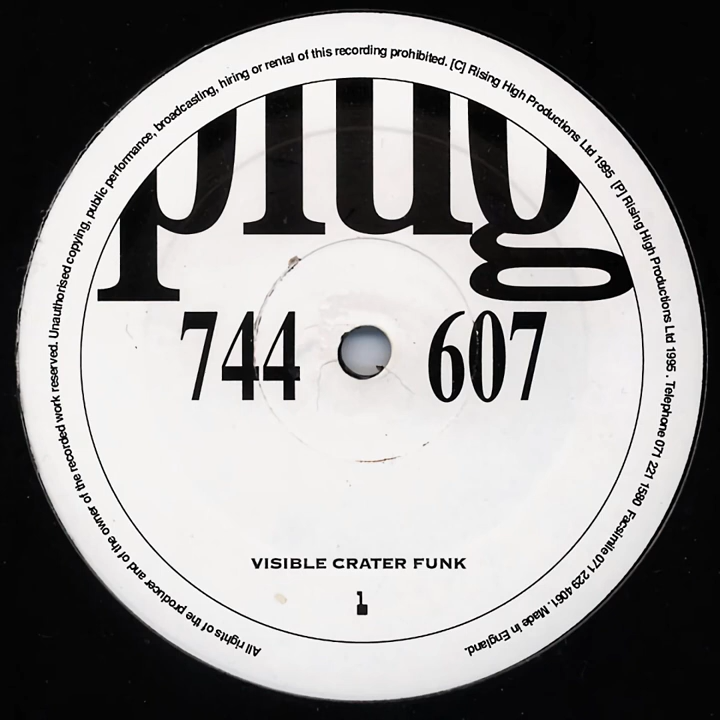 plug
744 607
VISIBLE CRATER FUNK
1
All rights of the producer and of the owner of the recorded work reserved. Unauthorised copying, public performance, broadcasting, hiring or rental of this recording prohibited. [C] Rising High Productions Ltd 1995 [P] Rising High Productions Ltd 1995. Telephone 071 221 1580 Facsimile 071 229 4061. Made in England.